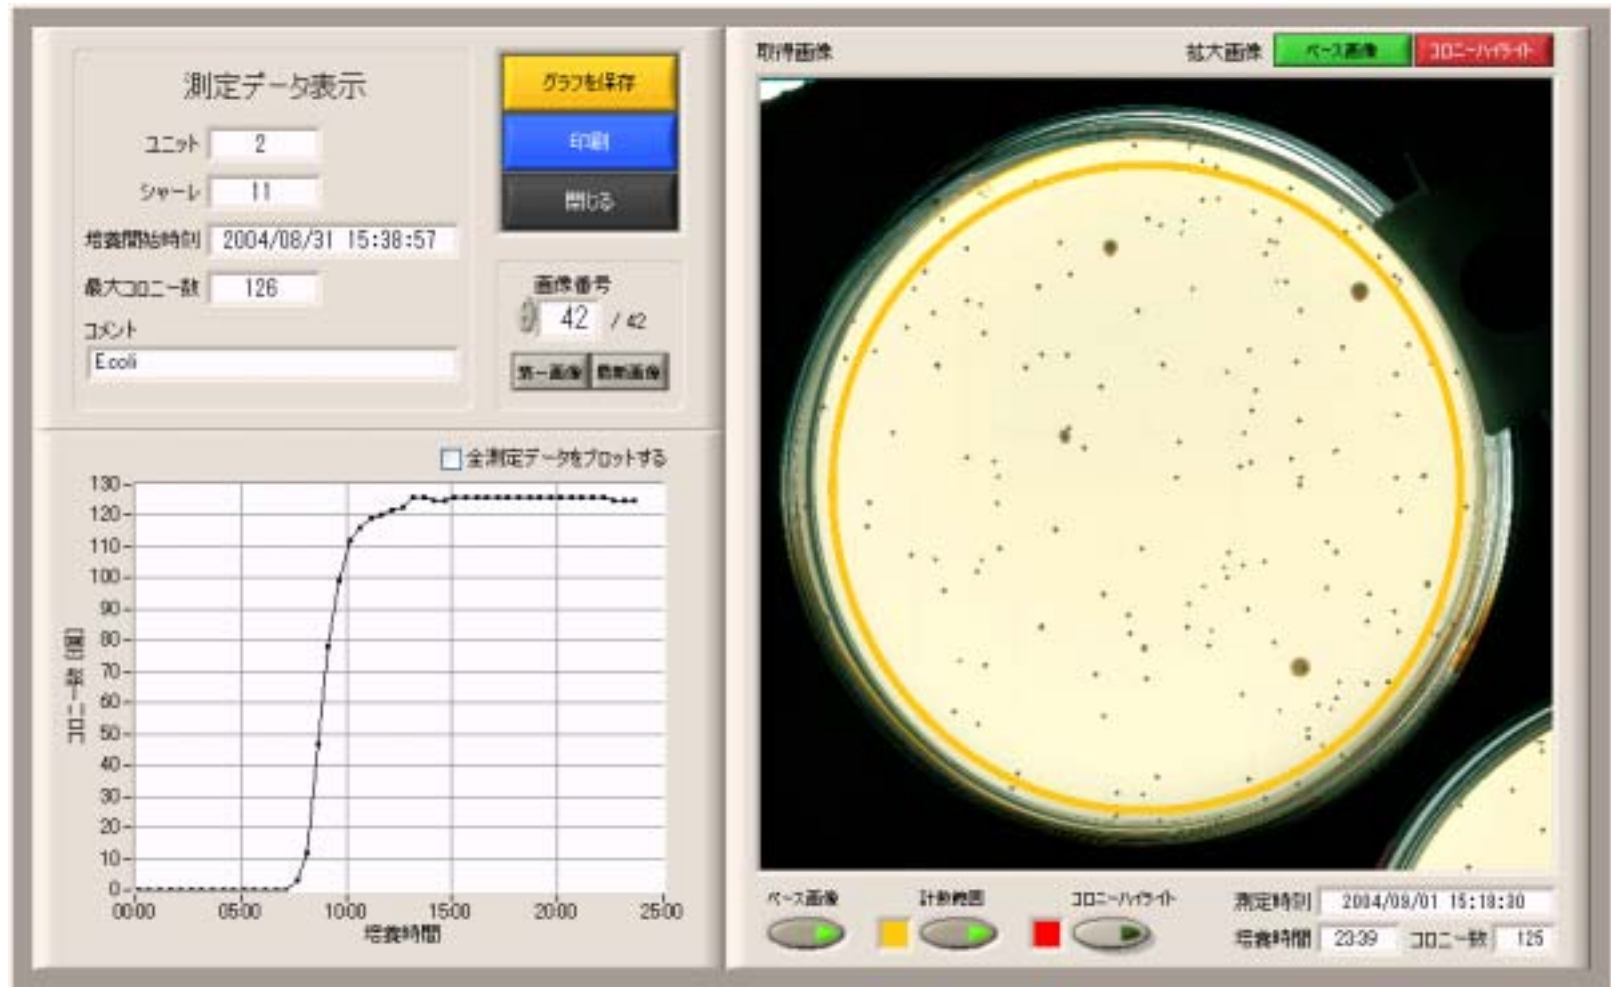 測定データ表示
ユニット 2
シャーレ 11
培養開始時刻 2004/08/31 15:38:57
最大コロニー数 126
コメント
E.coli
グラフを保存
印刷
閉じる
画像番号
42 / 42
第一画像 最新画像
全測定データをプロットする
コロニー数 [個]
130
120
110
100
90
80
70
60
50
40
30
20
10
0
00:00 05:00 10:00 15:00 20:00 25:00
培養時間
取得画像 拡大画像 ベース画像 コロニーハイライト
ベース画像 計数範囲 コロニーハイライト
測定時刻 2004/09/01 15:18:30
培養時間 23:39 コロニー数 125